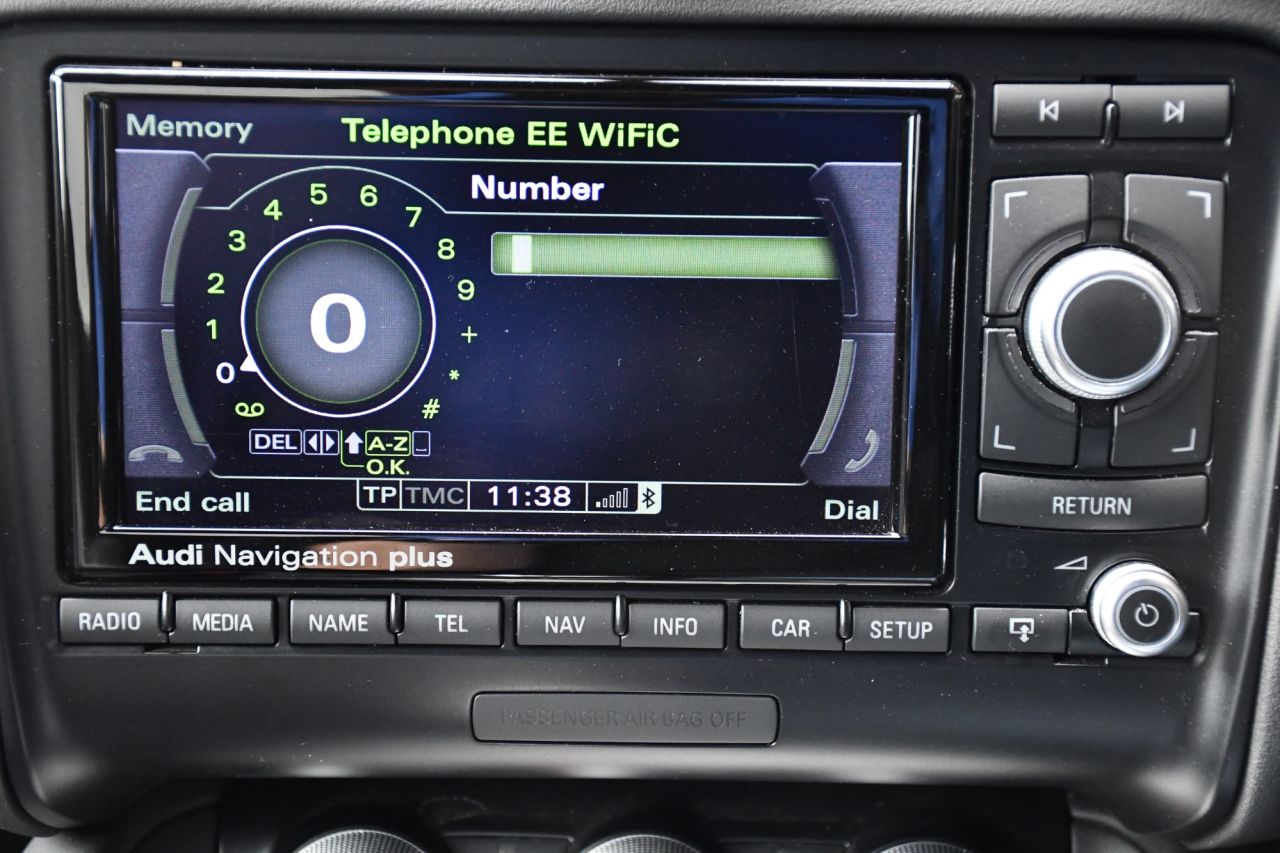 Memory
Telephone EE WiFiC
Number
4 5 6 7
3 8
2 9
1 +
0 0 *
#
DEL A-Z
O.K.
End call TP TMC 11:38 Dial
RETURN
Audi Navigation plus
RADIO MEDIA NAME TEL NAV INFO CAR SETUP
PASSENGER AIR BAG OFF